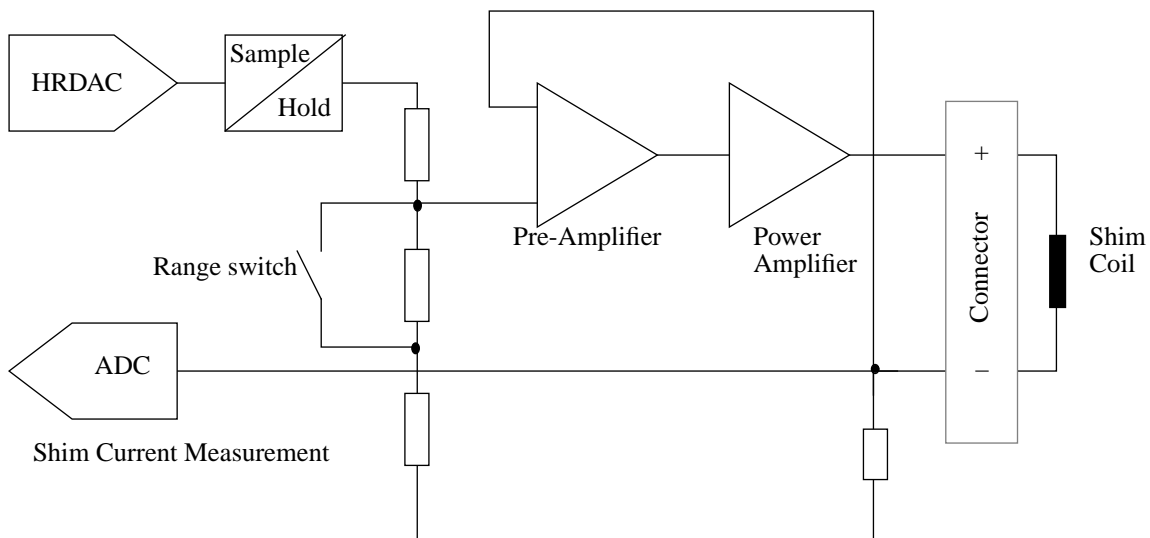 HRDAC
Sample
Hold
Pre-Amplifier
Power
Amplifier
+
Connector
−
Shim
Coil
Range switch
ADC
Shim Current Measurement